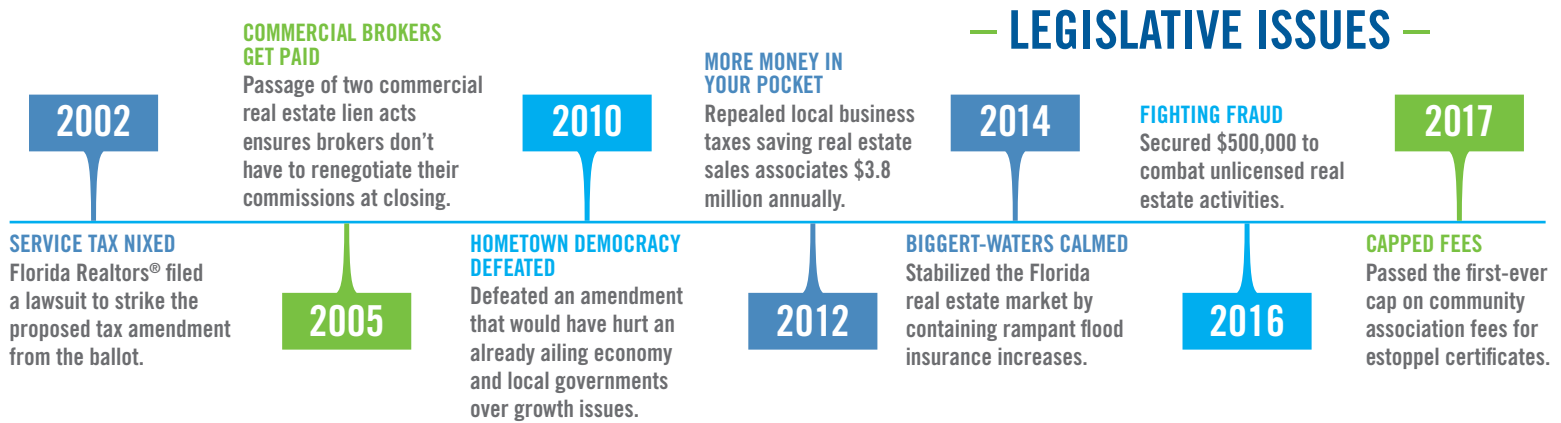 LEGISLATIVE ISSUES
2002
SERVICE TAX NIXED
Florida Realtors® filed
a lawsuit to strike the
proposed tax amendment
from the ballot.
COMMERCIAL BROKERS
GET PAID
Passage of two commercial
real estate lien acts
ensures brokers don’t
have to renegotiate their
commissions at closing.
2005
2010
HOMETOWN DEMOCRACY
DEFEATED
Defeated an amendment
that would have hurt an
already ailing economy
and local governments
over growth issues.
MORE MONEY IN
YOUR POCKET
Repealed local business
taxes saving real estate
sales associates $3.8
million annually.
2012
2014
BIGGERT-WATERS CALMED
Stabilized the Florida
real estate market by
containing rampant flood
insurance increases.
FIGHTING FRAUD
Secured $500,000 to
combat unlicensed real
estate activities.
2016
2017
CAPPED FEES
Passed the first-ever
cap on community
association fees for
estoppel certificates.